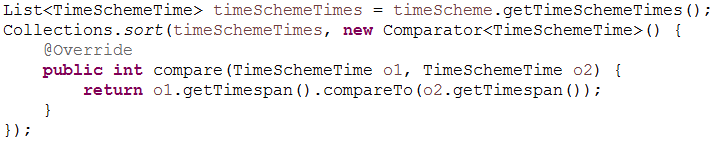 List<TimeSchemeTime> timeSchemeTimes = timeScheme.getTimeSchemeTimes();
Collections.sort(timeSchemeTimes, new Comparator<TimeSchemeTime>() {
    @Override
    public int compare(TimeSchemeTime o1, TimeSchemeTime o2) {
        return o1.getTimespan().compareTo(o2.getTimespan());
    }
});